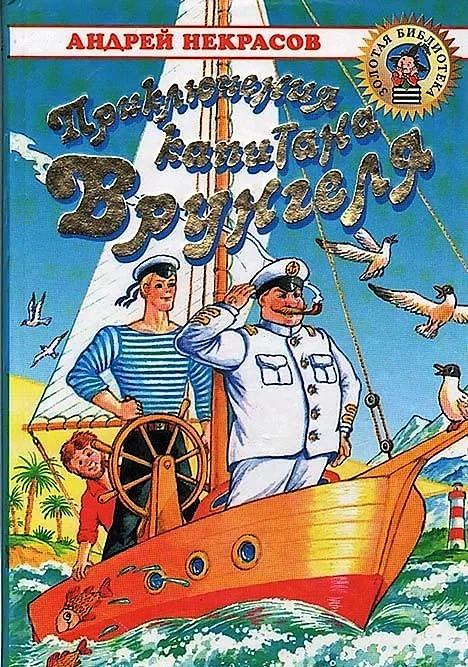 АНДРЕЙ НЕКРАСОВ
ЗОЛОТАЯ БИБЛИОТЕКА
Приключения
капитана
Врунгеля